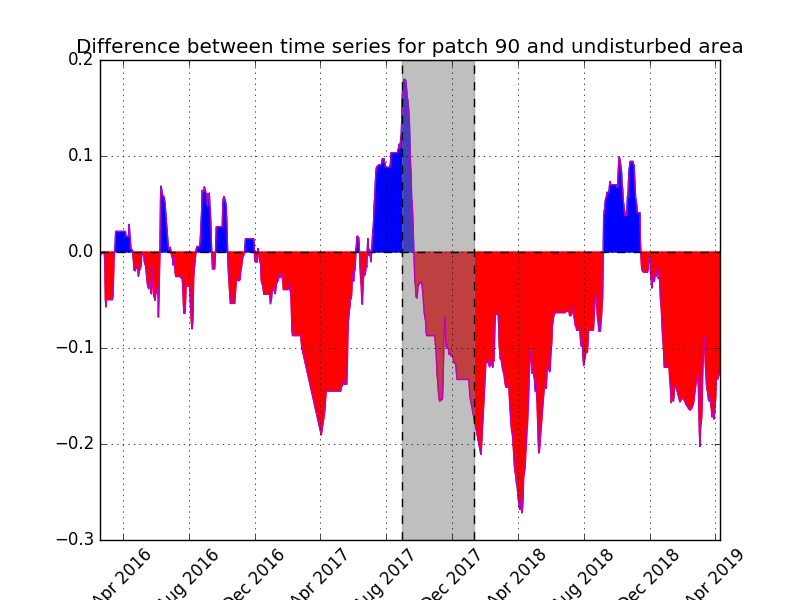 Difference between time series for patch 90 and undisturbed area
0.2
0.1
0.0
−0.1
−0.2
−0.3
Apr 2016
Aug 2016
Dec 2016
Apr 2017
Aug 2017
Dec 2017
Apr 2018
Aug 2018
Dec 2018
Apr 2019